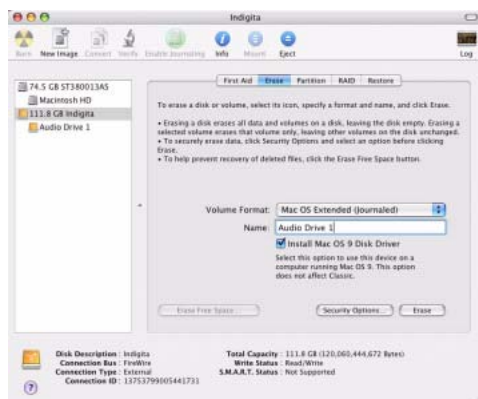 Indigita
Burn New Image Convert Verify Enable Journaling Info Mount Eject Log
First Aid Erase Partition RAID Restore
74.5 GB ST380013AS
Macintosh HD
111.8 GB Indigita
Audio Drive 1
To erase a disk or volume, select its icon, specify a format and name, and click Erase.
• Erasing a disk erases all data and volumes on a disk, leaving the disk empty. Erasing a
selected volume erases that volume only, leaving other volumes on the disk unchanged.
• To securely erase data, click Security Options and select an option before clicking
Erase.
• To help prevent recovery of deleted files, click the Erase Free Space button.
Volume Format: Mac OS Extended (Journaled)
Name: Audio Drive 1
Install Mac OS 9 Disk Driver
Select this option to use this device on a
computer running Mac OS 9. This option
does not affect Classic.
Erase Free Space... Security Options... Erase
Disk Description : Indigita Total Capacity : 111.8 GB (120,060,444,672 Bytes)
Connection Bus : FireWire Write Status : Read/Write
Connection Type : External S.M.A.R.T. Status : Not Supported
Connection ID : 13753799005441731
?